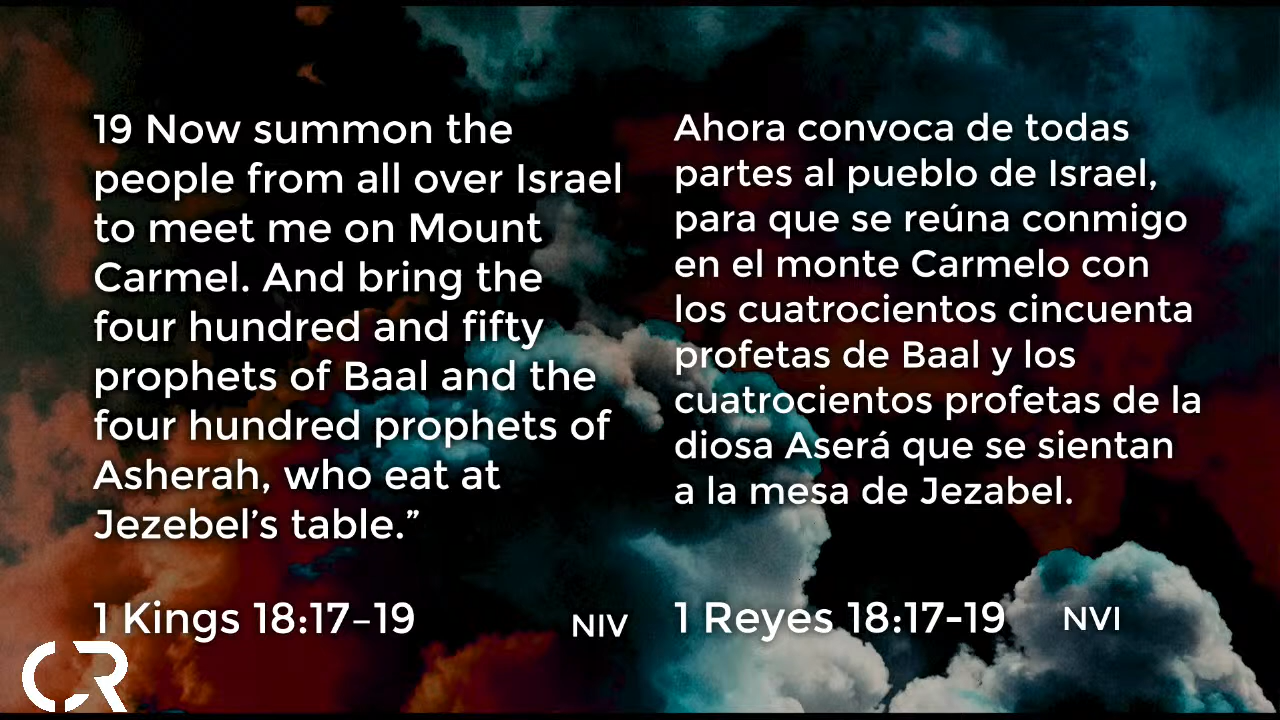 19 Now summon the
people from all over Israel
to meet me on Mount
Carmel. And bring the
four hundred and fifty
prophets of Baal and the
four hundred prophets of
Asherah, who eat at
Jezebel’s table.”
1 Kings 18:17–19
NIV
Ahora convoca de todas
partes al pueblo de Israel,
para que se reúna conmigo
en el monte Carmelo con
los cuatrocientos cincuenta
profetas de Baal y los
cuatrocientos profetas de la
diosa Aserá que se sientan
a la mesa de Jezabel.
1 Reyes 18:17-19
NVI
CR